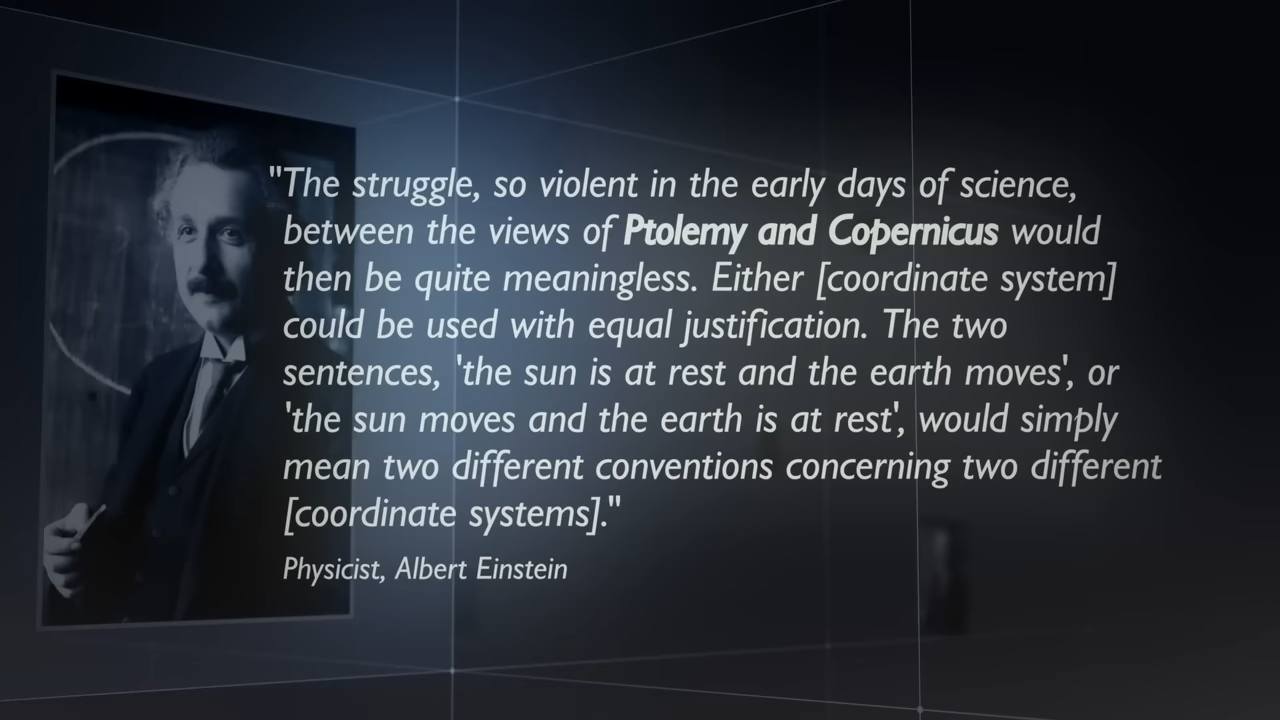 "The struggle, so violent in the early days of science,
between the views of Ptolemy and Copernicus would
then be quite meaningless. Either [coordinate system]
could be used with equal justification. The two
sentences, 'the sun is at rest and the earth moves', or
'the sun moves and the earth is at rest', would simply
mean two different conventions concerning two different
[coordinate systems]."
Physicist, Albert Einstein